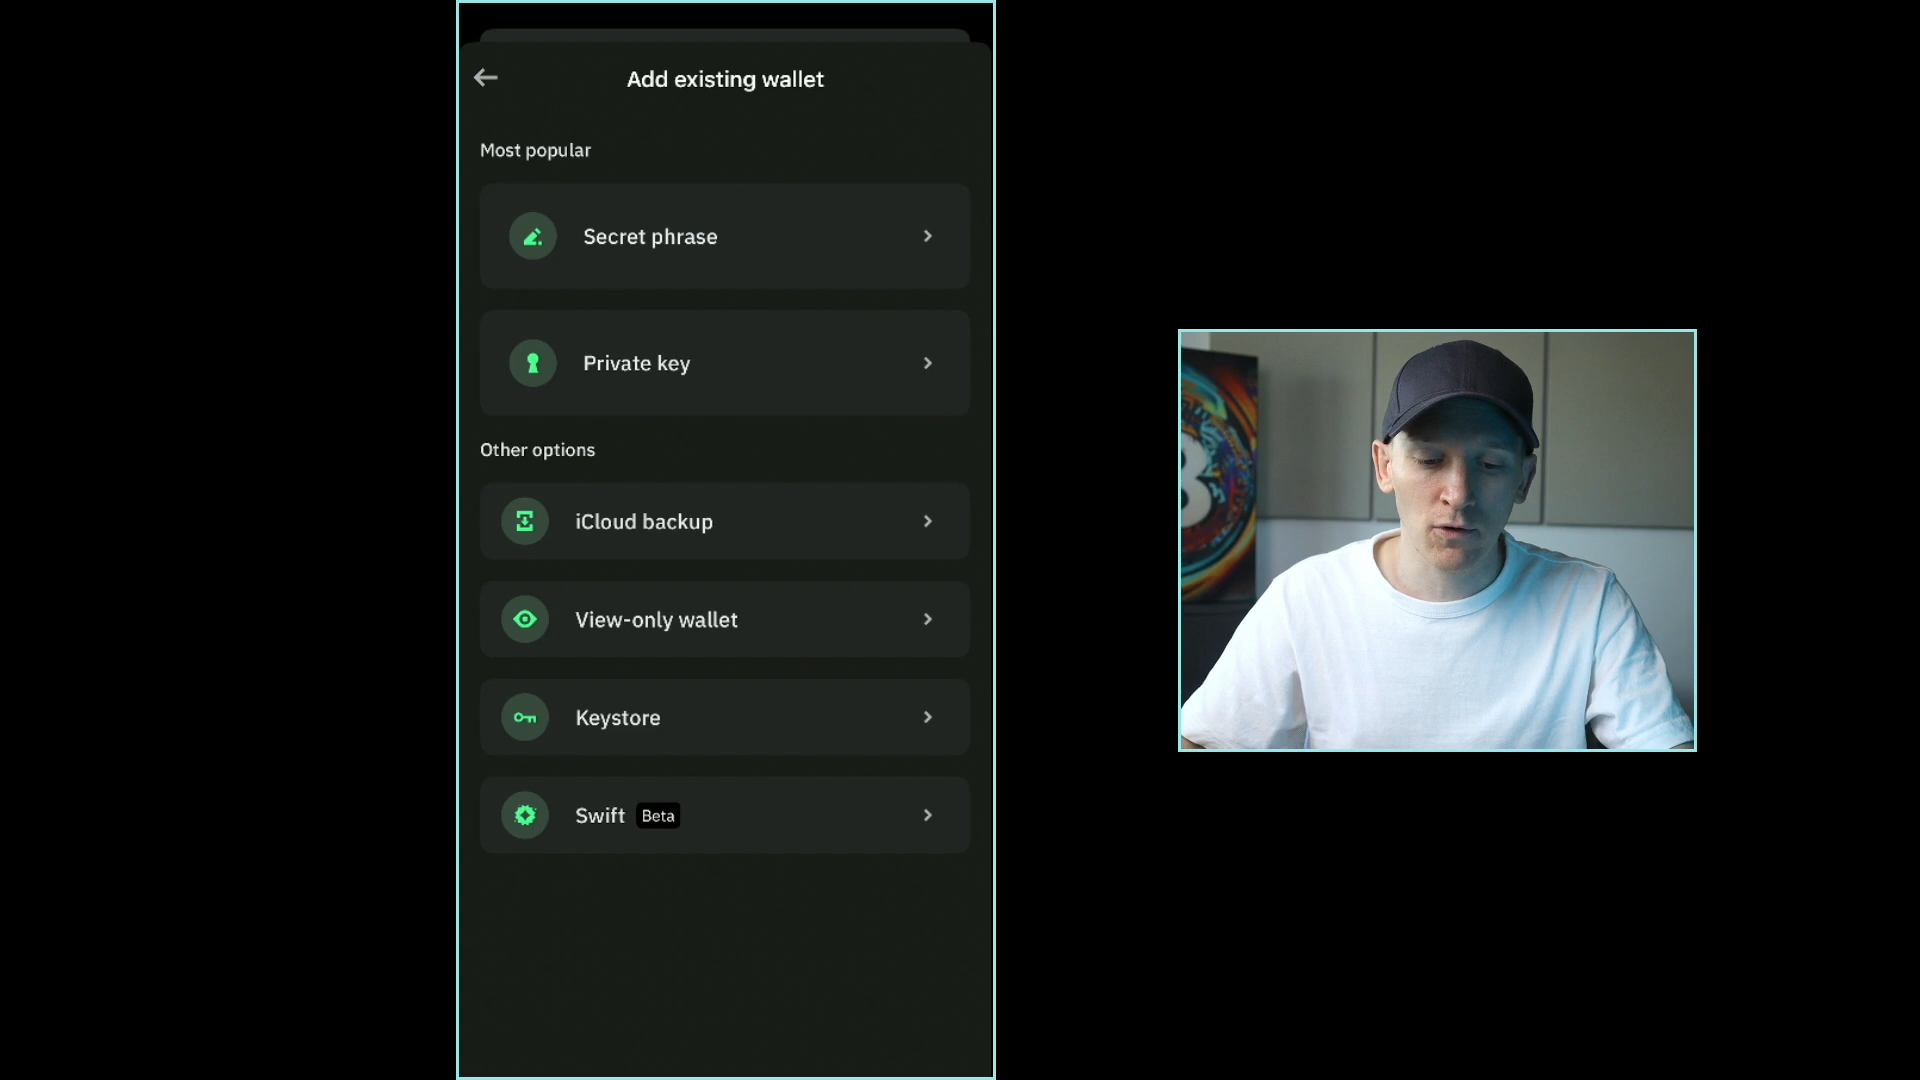 Add existing wallet
Most popular
Secret phrase
Private key
Other options
iCloud backup
View-only wallet
Keystore
Swift Beta